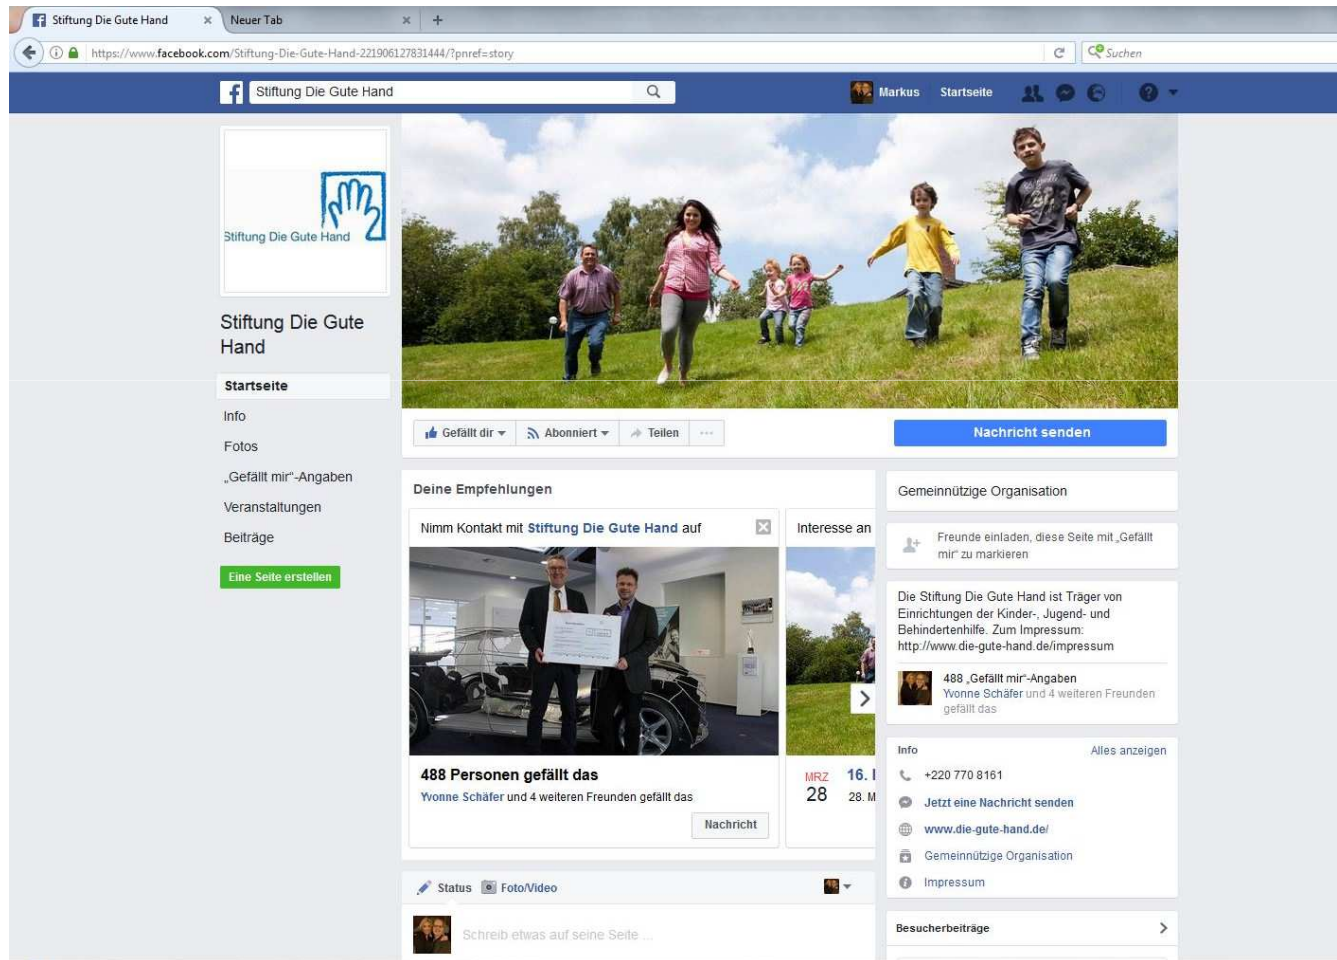 Stiftung Die Gute Hand
Neuer Tab
https://www.facebook.com/Stiftung-Die-Gute-Hand-221906127831444/?pnref=story
Suchen
Stiftung Die Gute Hand
Markus
Startseite
Stiftung Die Gute Hand
Stiftung Die Gute
Hand
Startseite
Info
Fotos
„Gefällt mir“-Angaben
Veranstaltungen
Beiträge
Eine Seite erstellen
Gefällt dir
Abonniert
Teilen
Nachricht senden
Deine Empfehlungen
Nimm Kontakt mit Stiftung Die Gute Hand auf
488 Personen gefällt das
Yvonne Schäfer und 4 weiteren Freunden gefällt das
Nachricht
Interesse an
MRZ
28
16.
28. M
Status
Foto/Video
Schreib etwas auf seine Seite ...
Gemeinnützige Organisation
Freunde einladen, diese Seite mit „Gefällt
mir“ zu markieren
Die Stiftung Die Gute Hand ist Träger von
Einrichtungen der Kinder-, Jugend- und
Behindertenhilfe. Zum Impressum:
http://www.die-gute-hand.de/impressum
488 „Gefällt mir“-Angaben
Yvonne Schäfer und 4 weiteren Freunden
gefällt das
Info
Alles anzeigen
+220 770 8161
Jetzt eine Nachricht senden
www.die-gute-hand.de/
Gemeinnützige Organisation
Impressum
Besucherbeiträge